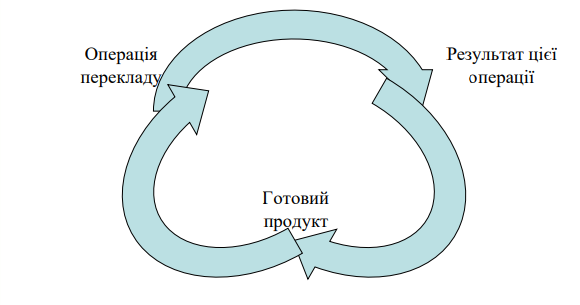 Операція
перекладу
Результат цієї
операції
Готовий
продукт